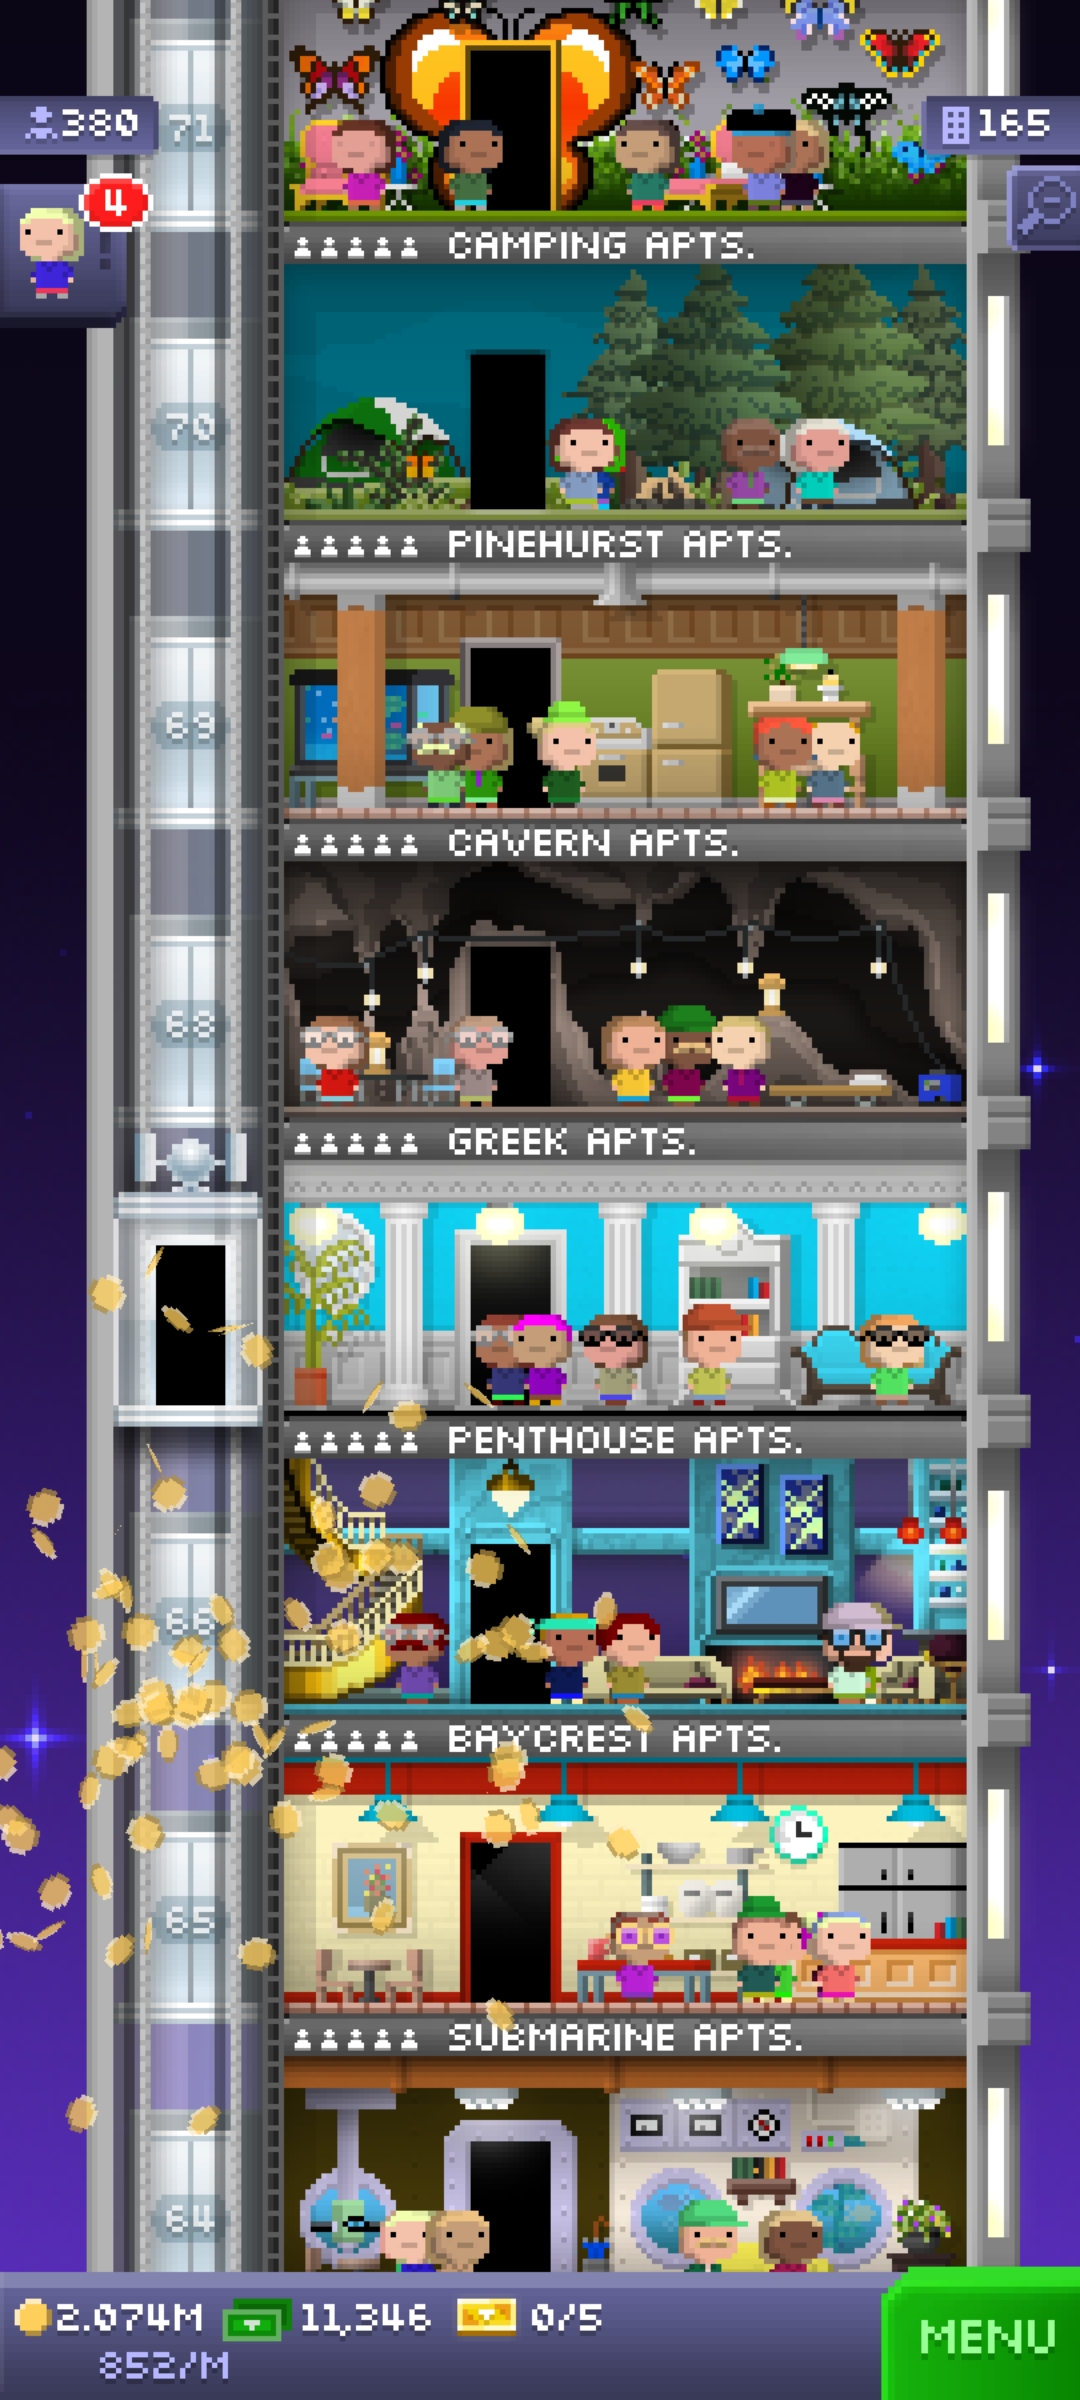 380
71
165
4
CAMPING APTS.
70
PINEHURST APTS.
69
CAVERN APTS.
68
GREEK APTS.
PENTHOUSE APTS.
66
BAYCREST APTS.
65
SUBMARINE APTS.
64
2.074M 11,346 0/5
852/M
MENU